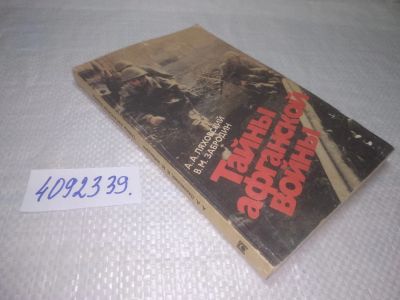 А.А.ЛЯХОВСКИЙ
В.М.ЗАБРОДИН
Тайны
афганской
войны
4092339.